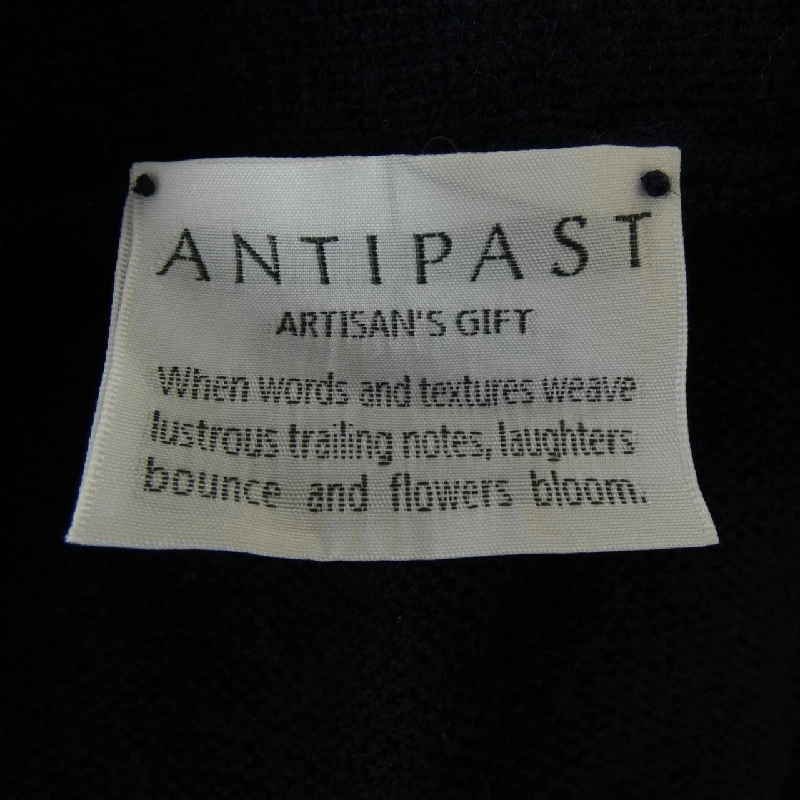 ANTIPAST
ARTISAN'S GIFT
When words and textures weave
lustrous trailing notes, laughters
bounce and flowers bloom.